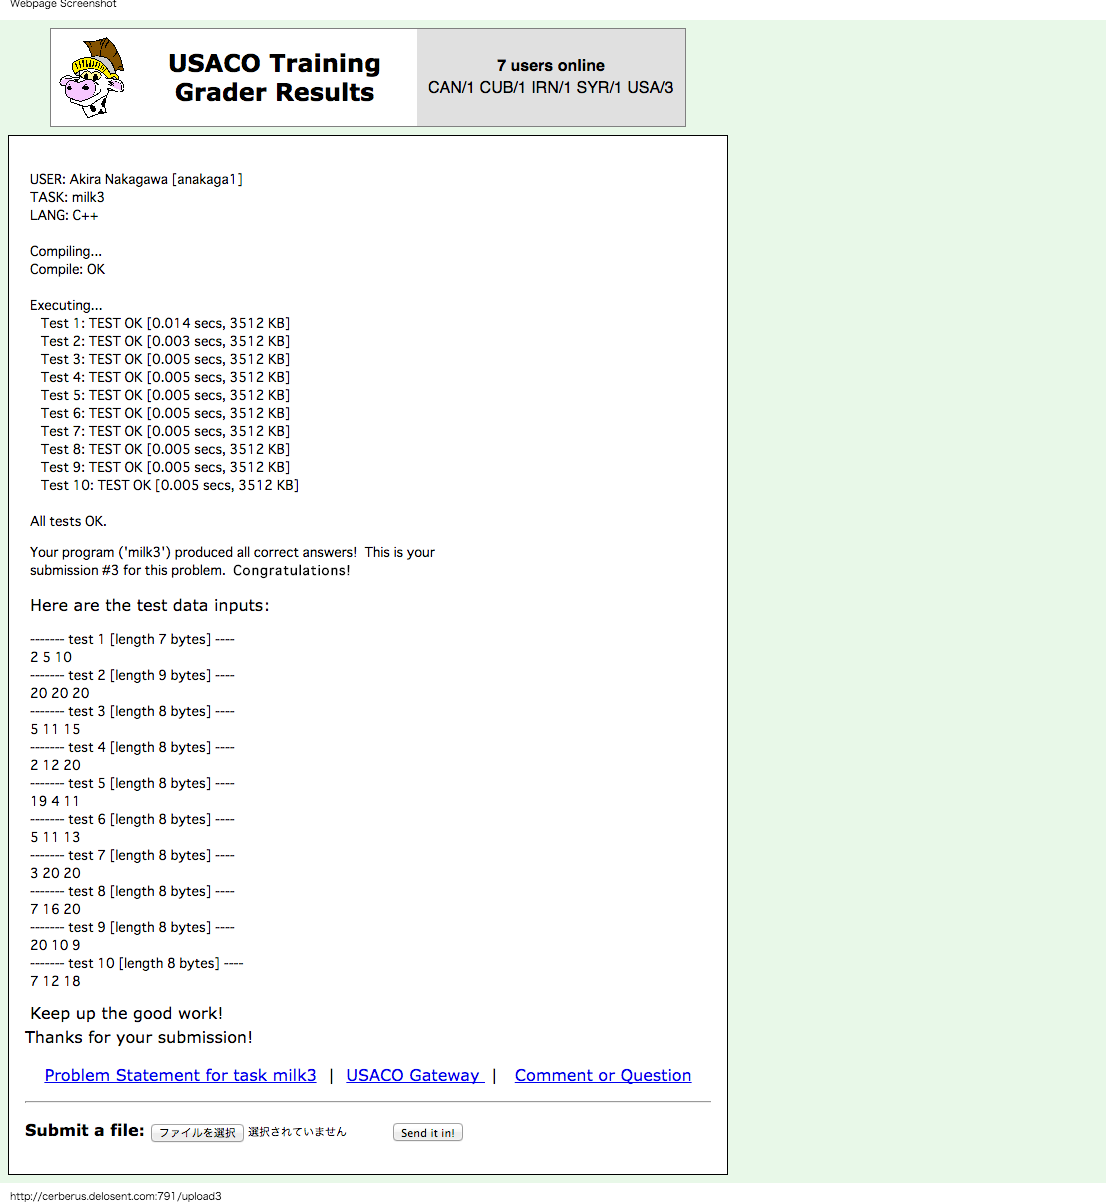 Webpage Screenshot
USACO Training
Grader Results
7 users online
CAN/1 CUB/1 IRN/1 SYR/1 USA/3
USER: Akira Nakagawa [anakaga1]
TASK: milk3
LANG: C++
Compiling...
Compile: OK
Executing...
Test 1: TEST OK [0.014 secs, 3512 KB]
Test 2: TEST OK [0.003 secs, 3512 KB]
Test 3: TEST OK [0.005 secs, 3512 KB]
Test 4: TEST OK [0.005 secs, 3512 KB]
Test 5: TEST OK [0.005 secs, 3512 KB]
Test 6: TEST OK [0.005 secs, 3512 KB]
Test 7: TEST OK [0.005 secs, 3512 KB]
Test 8: TEST OK [0.005 secs, 3512 KB]
Test 9: TEST OK [0.005 secs, 3512 KB]
Test 10: TEST OK [0.005 secs, 3512 KB]
All tests OK.
Your program ('milk3') produced all correct answers!  This is your
submission #3 for this problem.  Congratulations!
Here are the test data inputs:
------- test 1 [length 7 bytes] ----
2 5 10
------- test 2 [length 9 bytes] ----
20 20 20
------- test 3 [length 8 bytes] ----
5 11 15
------- test 4 [length 8 bytes] ----
2 12 20
------- test 5 [length 8 bytes] ----
19 4 11
------- test 6 [length 8 bytes] ----
5 11 13
------- test 7 [length 8 bytes] ----
3 20 20
------- test 8 [length 8 bytes] ----
7 16 20
------- test 9 [length 8 bytes] ----
20 10 9
------- test 10 [length 8 bytes] ----
7 12 18
Keep up the good work!
Thanks for your submission!
Problem Statement for task milk3 | USACO Gateway | Comment or Question
Submit a file: ファイルを選択 選択されていません Send it in!
http://cerberus.delosent.com:791/upload3